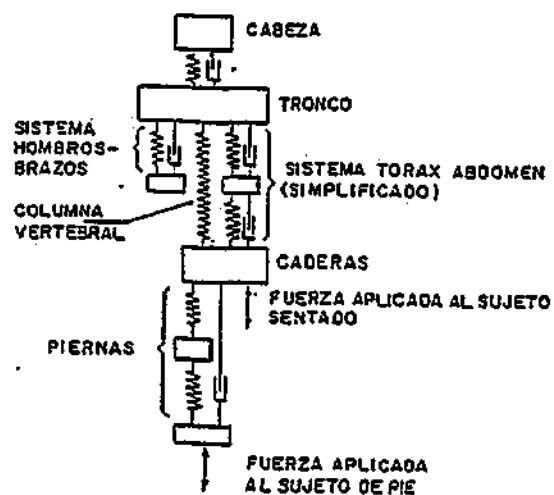 CABEZA
TRONCO
SISTEMA
HOMBROS-
BRAZOS
SISTEMA TORAX ABDOMEN
(SIMPLIFICADO)
COLUMNA
VERTEBRAL
CADERAS
FUERZA APLICADA AL SUJETO
SENTADO
PIERNAS
FUERZA APLICADA
AL SUJETO DE PIE